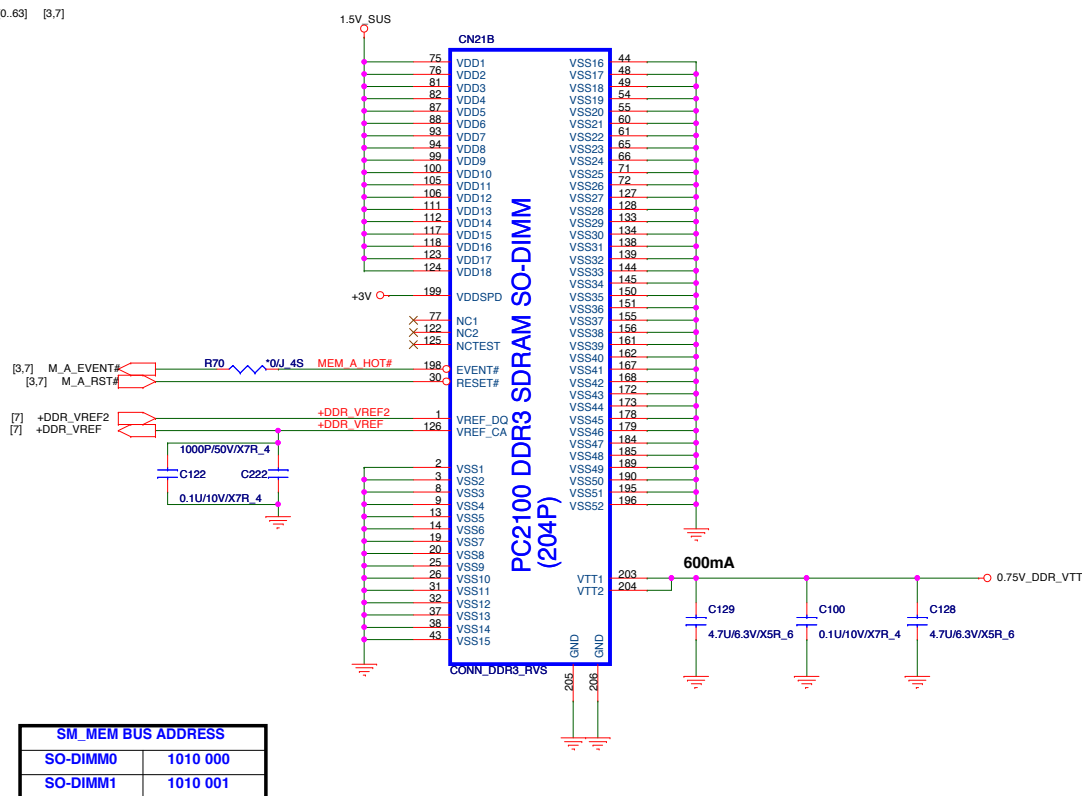 0..63] [3,7]
1.5V_SUS
CN21B
75 VDD1 VSS16 44
76 VDD2 VSS17 48
81 VDD3 VSS18 49
82 VDD4 VSS19 54
87 VDD5 VSS20 55
88 VDD6 VSS21 60
93 VDD7 VSS22 61
94 VDD8 VSS23 65
99 VDD9 VSS24 66
100 VDD10 VSS25 71
105 VDD11 VSS26 72
106 VDD12 VSS27 127
111 VDD13 VSS28 128
112 VDD14 VSS29 133
117 VDD15 VSS30 134
118 VDD16 VSS31 138
123 VDD17 VSS32 139
124 VDD18 VSS33 144
VSS34 145
+3V 199 VDDSPD VSS35 150
VSS36 151
77 NC1 VSS37 155
122 NC2 VSS38 156
125 NCTEST VSS39 161
VSS40 162
[3,7] M_A_EVENT# R70 *0/J_4S MEM_A_HOT# 198 EVENT# VSS41 167
[3,7] M_A_RST# 30 RESET# VSS42 168
VSS43 172
VSS44 173
[7] +DDR_VREF2 +DDR_VREF2 1 VREF_DQ VSS45 178
[7] +DDR_VREF +DDR_VREF 126 VREF_CA VSS46 179
VSS47 184
1000P/50V/X7R_4 VSS48 185
C122 C222 2 VSS1 VSS49 189
3 VSS2 VSS50 190
8 VSS3 VSS51 195
0.1U/10V/X7R_4 9 VSS4 VSS52 196
13 VSS5
14 VSS6
19 VSS7
20 VSS8
25 VSS9
26 VSS10
31 VSS11
32 VSS12
37 VSS13
38 VSS14
43 VSS15
PC2100 DDR3 SDRAM SO-DIMM
(204P)
600mA
VTT1 203 0.75V_DDR_VTT
VTT2 204
C129 C100 C128
4.7U/6.3V/X5R_6 0.1U/10V/X7R_4 4.7U/6.3V/X5R_6
GND GND
205 206
CONN_DDR3_RVS
SM_MEM BUS ADDRESS
SO-DIMM0 1010 000
SO-DIMM1 1010 001